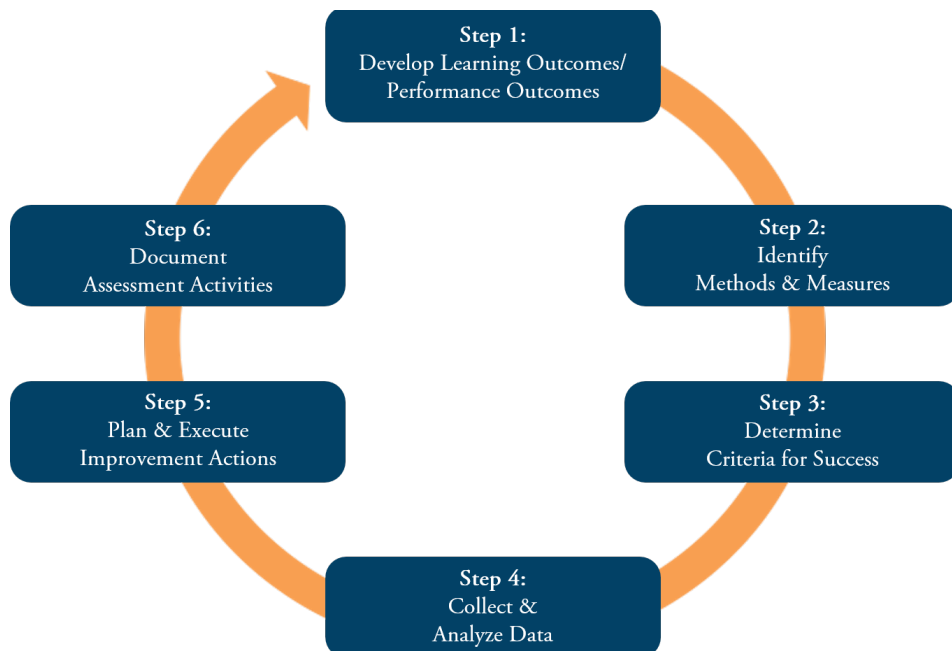 Step 1:
Develop Learning Outcomes/
Performance Outcomes
Step 2:
Identify
Methods & Measures
Step 3:
Determine
Criteria for Success
Step 4:
Collect &
Analyze Data
Step 5:
Plan & Execute
Improvement Actions
Step 6:
Document
Assessment Activities